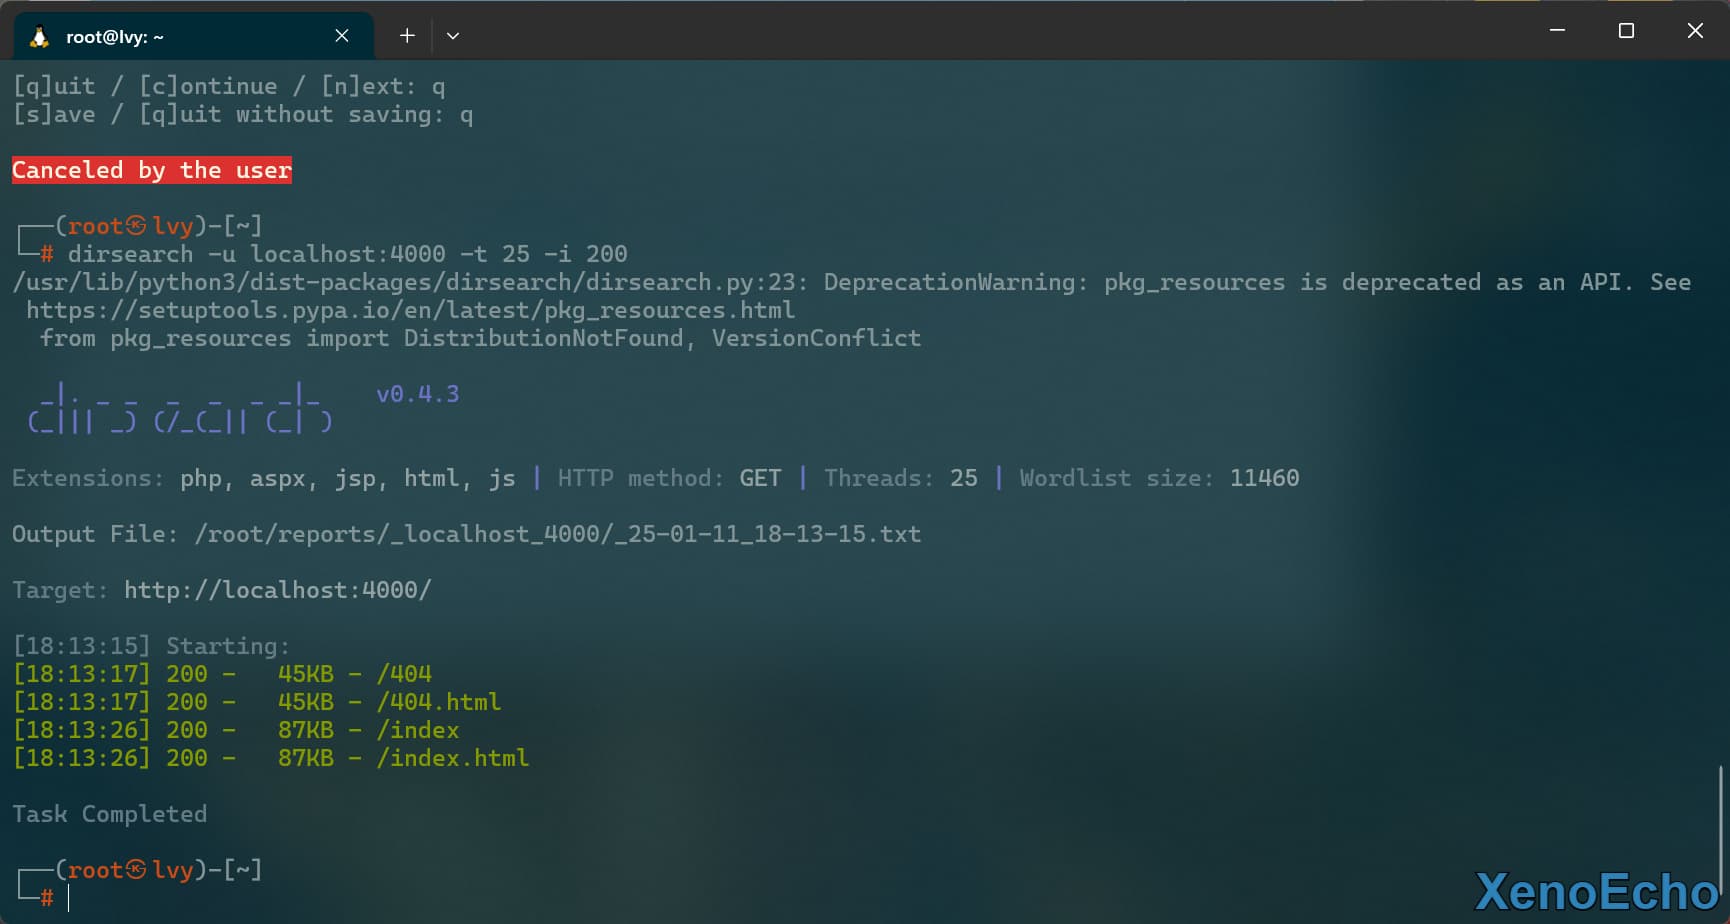 root@lvy: ~
[q]uit / [c]ontinue / [n]ext: q
[s]ave / [q]uit without saving: q
Canceled by the user
┌──(root㉿lvy)-[~]
└─# dirsearch -u localhost:4000 -t 25 -i 200
/usr/lib/python3/dist-packages/dirsearch/dirsearch.py:23: DeprecationWarning: pkg_resources is deprecated as an API. See
 https://setuptools.pypa.io/en/latest/pkg_resources.html
  from pkg_resources import DistributionNotFound, VersionConflict
  _|. _ _  _  _  _ _|_    v0.4.3
 (_||| _) (/_(_|| (_| )
Extensions: php, aspx, jsp, html, js | HTTP method: GET | Threads: 25 | Wordlist size: 11460
Output File: /root/reports/_localhost_4000/_25-01-11_18-13-15.txt
Target: http://localhost:4000/
[18:13:15] Starting:
[18:13:17] 200 -   45KB - /404
[18:13:17] 200 -   45KB - /404.html
[18:13:26] 200 -   87KB - /index
[18:13:26] 200 -   87KB - /index.html
Task Completed
┌──(root㉿lvy)-[~]
└─#
XenoEcho